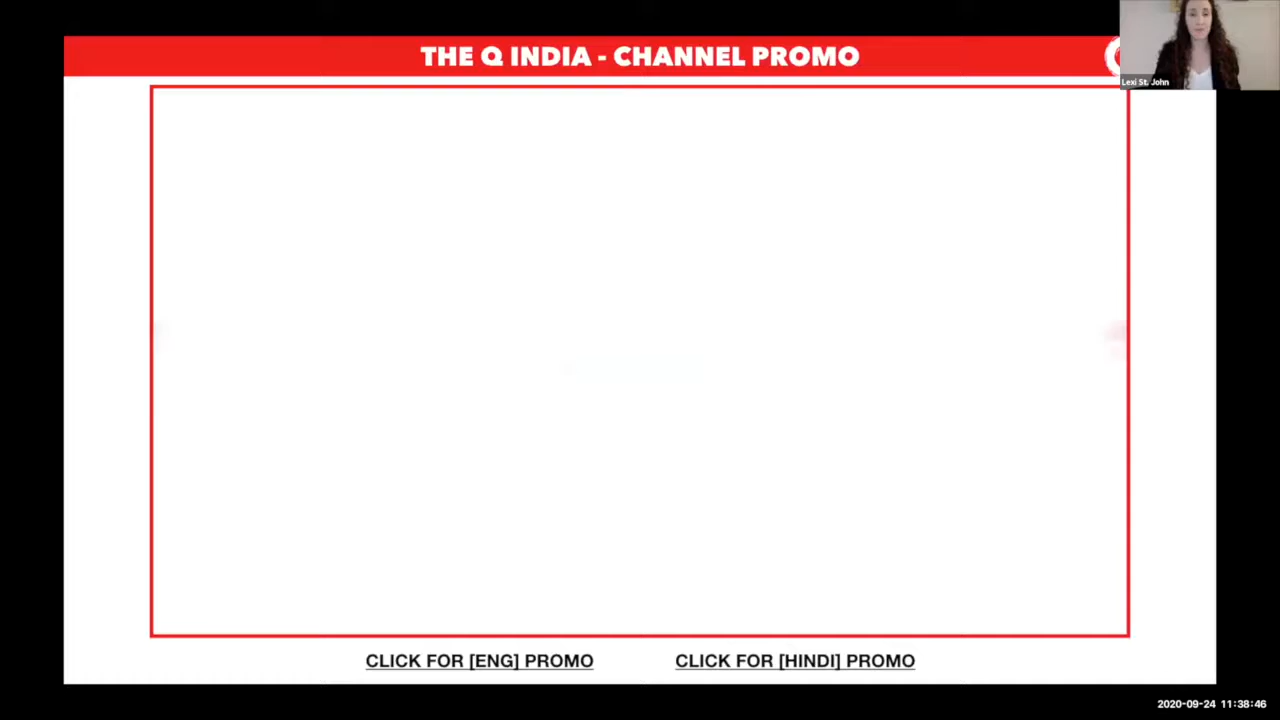 THE Q INDIA - CHANNEL PROMO
Lexi St. John
CLICK FOR [ENG] PROMO
CLICK FOR [HINDI] PROMO
2020-09-24 11:38:46